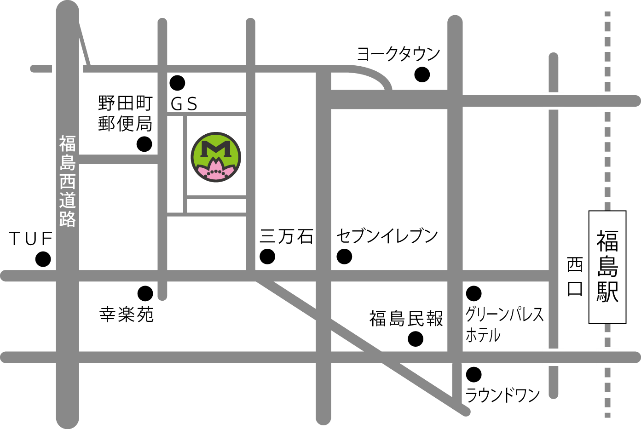 ヨークタウン
野田町
郵便局
GS
福島西道路
M
TUF
三万石
セブンイレブン
西口
福島駅
幸楽苑
福島民報
グリーンパレス
ホテル
ラウンドワン